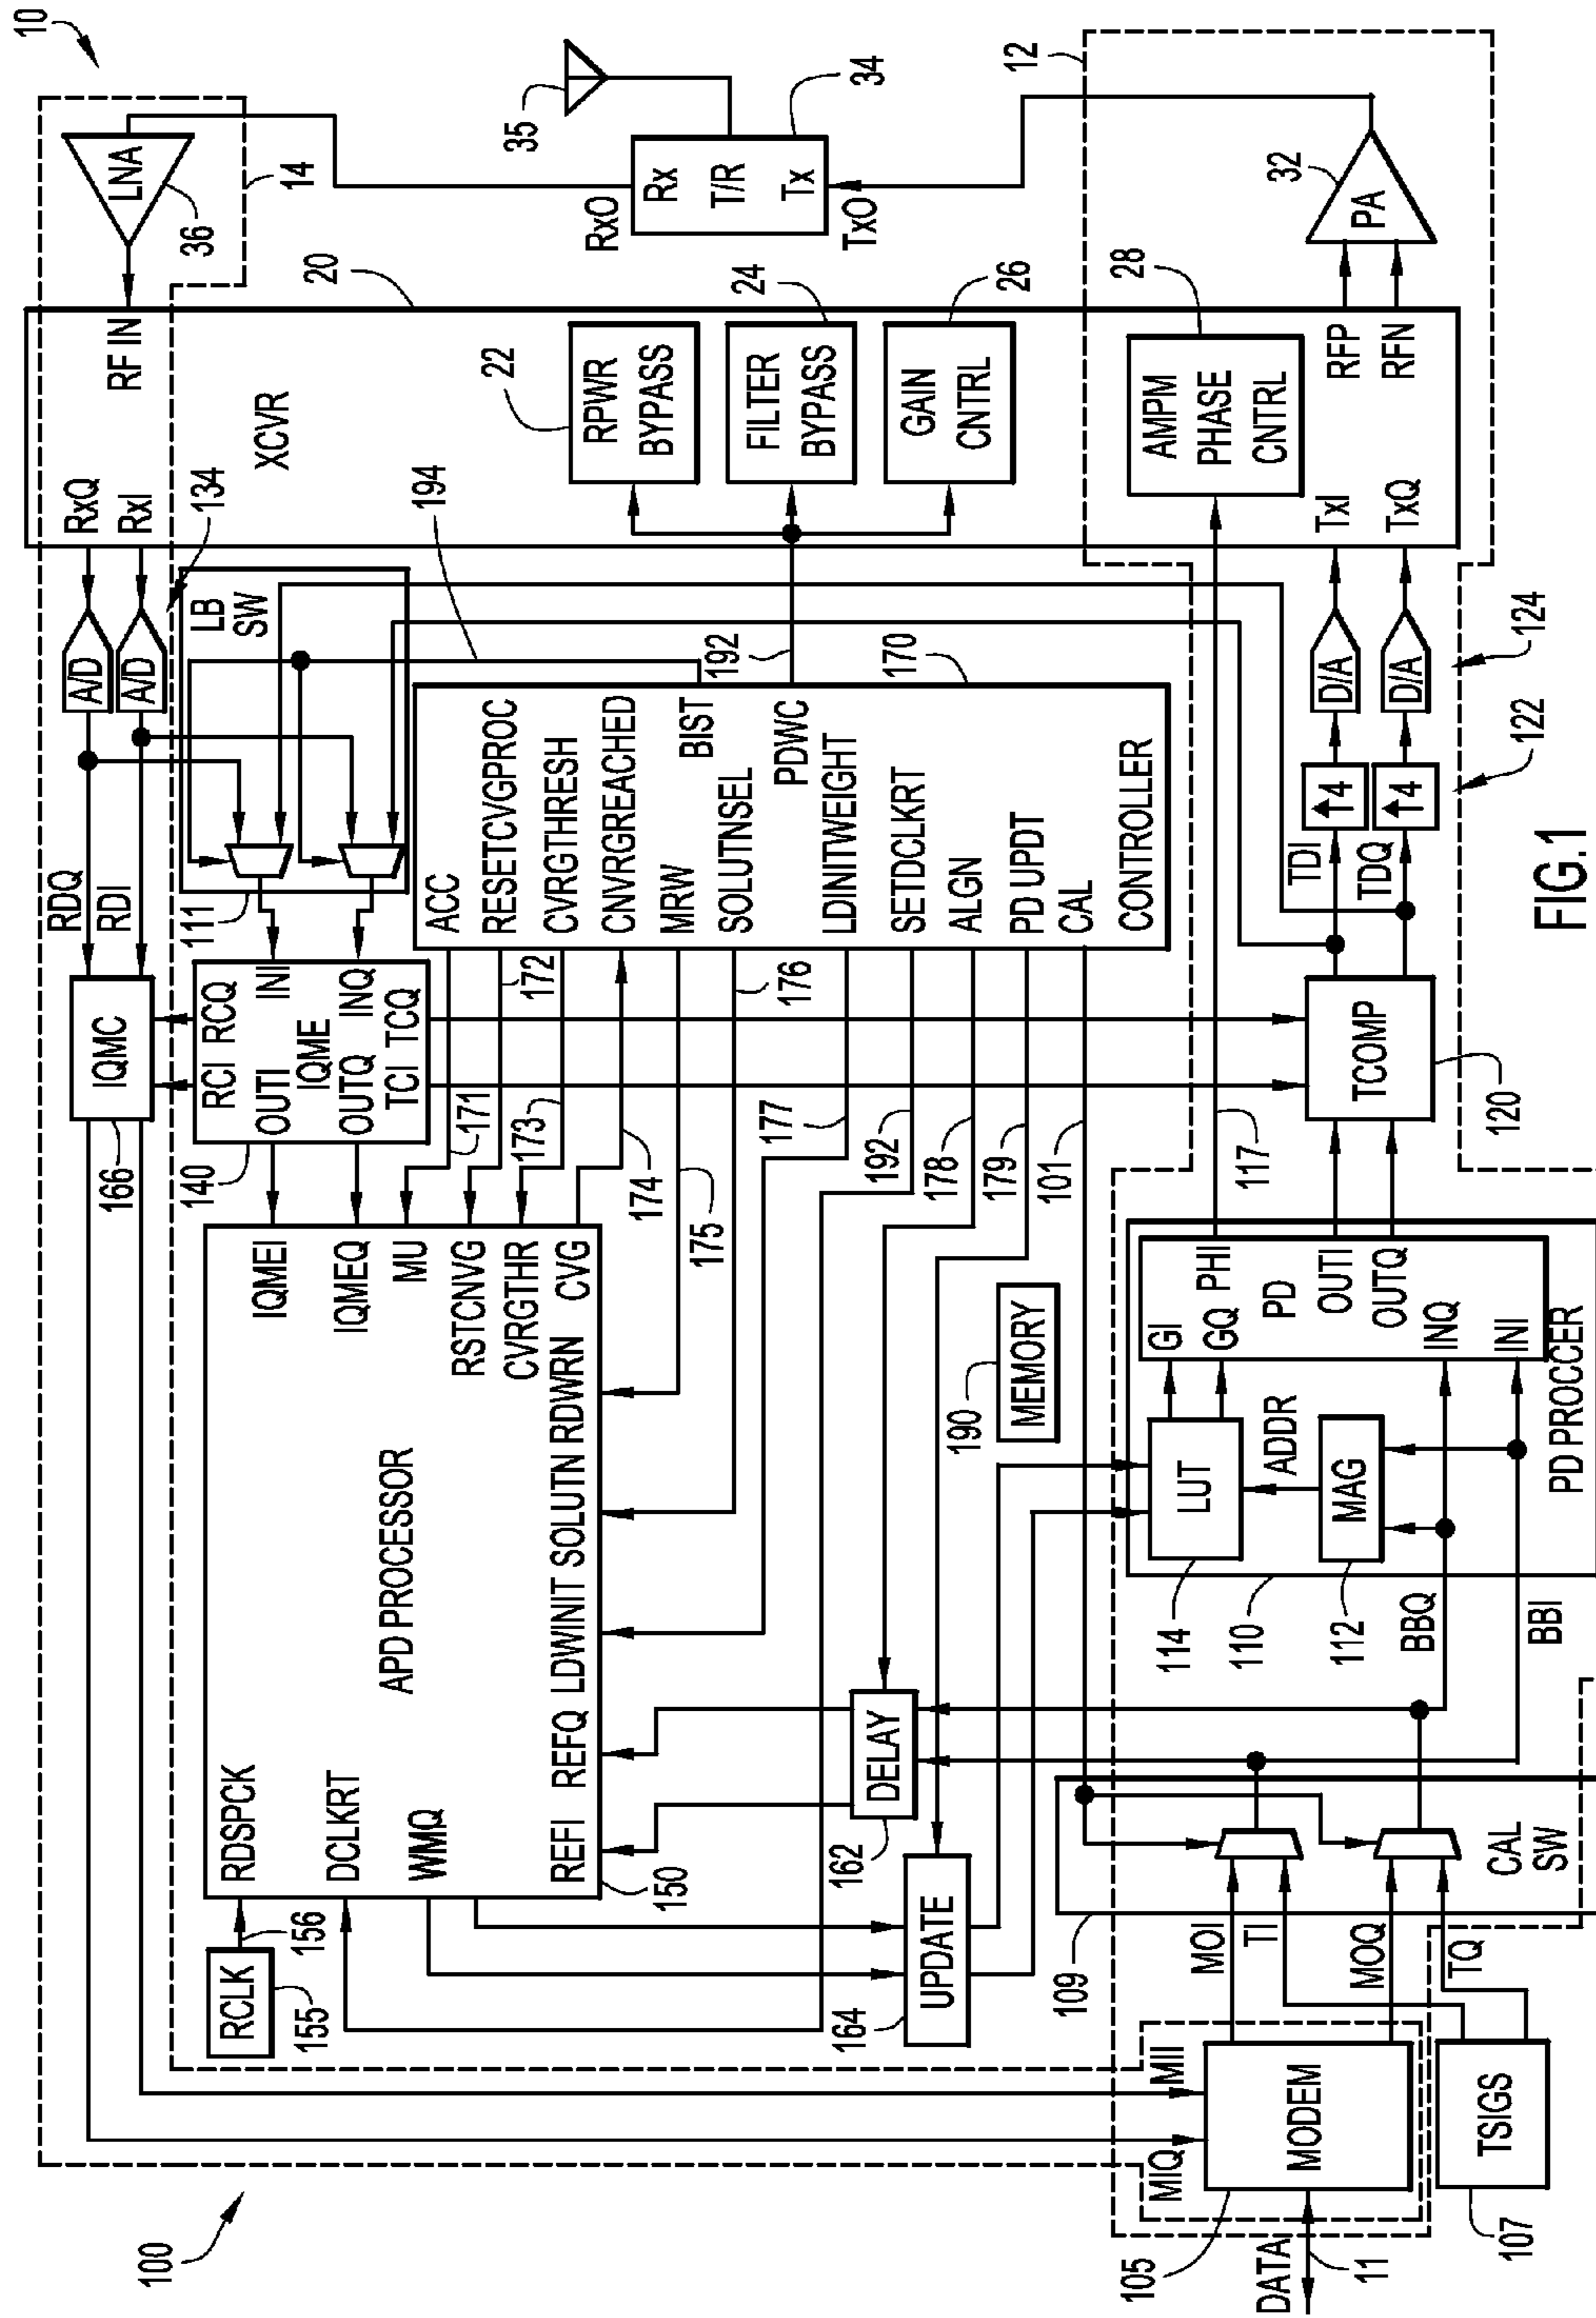 100
10
RDQ
RDI
A/D
A/D
134
RxQ
RxI
RF IN
LNA
36
14
IQMC
166
111
LB
SW
194
20
XCVR
RCI
RCQ
OUTI
INI
IQME
OUTQ
INQ
TCI
TCQ
140
RCLK
155
156
RDSPCK
DCLKRT
WMQ
REFI
REFQ
LDWINIT
SOLUTN
RDWRN
APD PROCESSOR
IQMEI
IQMEQ
MU
RSTCNVG
CVRGTHR
CVG
150
171
172
173
174
175
176
177
192
178
179
101
ACC
RESETCVGPROC
CVRGTHRESH
CNVRGREACHED
MRW
BIST
SOLUTNSEL
PDWC
LDINITWEIGHT
SETDCLKRT
ALGN
PD UPDT
CAL
CONTROLLER
170
192
22
RPWR
BYPASS
24
FILTER
BYPASS
26
GAIN
CNTRL
28
AMPM
PHASE
CNTRL
35
34
RxO
Rx
T/R
Tx
TxO
12
32
PA
RFP
RFN
TxI
TxQ
DELAY
162
UPDATE
164
MEMORY
190
117
TCOMP
120
TDI
TDQ
4
4
122
D/A
D/A
124
MIQ
MII
MODEM
105
DATA
11
TSIGS
107
MOI
TI
MOQ
TQ
109
CAL
SW
BBQ
BBI
110
112
114
LUT
ADDR
MAG
GI
PHI
GQ
PD
OUTI
OUTQ
INQ
INI
PD PROCCER
FIG.1